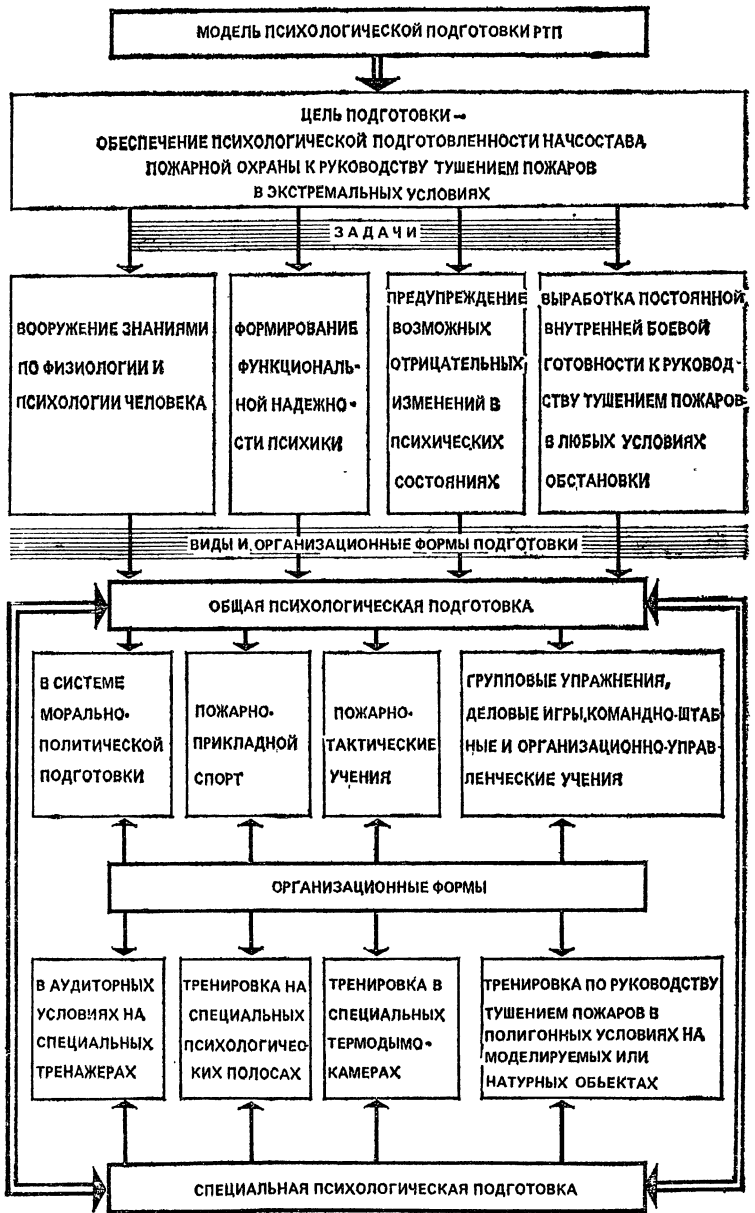 МОДЕЛЬ ПСИХОЛОГИЧЕСКОЙ ПОДГОТОВКИ РТП
ЦЕЛЬ ПОДГОТОВКИ –
ОБЕСПЕЧЕНИЕ ПСИХОЛОГИЧЕСКОЙ ПОДГОТОВЛЕННОСТИ НАЧСОСТАВА
ПОЖАРНОЙ ОХРАНЫ К РУКОВОДСТВУ ТУШЕНИЕМ ПОЖАРОВ
В ЭКСТРЕМАЛЬНЫХ УСЛОВИЯХ
ЗАДАЧИ
ВООРУЖЕНИЕ ЗНАНИЯМИ
ПО ФИЗИОЛОГИИ И
ПСИХОЛОГИИ ЧЕЛОВЕКА
ФОРМИРОВАНИЕ
ФУНКЦИОНАЛЬ-
НОЙ НАДЕЖНО-
СТИ ПСИХИКИ
ПРЕДУПРЕЖДЕНИЕ
ВОЗМОЖНЫХ
ОТРИЦАТЕЛЬНЫХ
ИЗМЕНЕНИЙ В
ПСИХИЧЕСКИХ
СОСТОЯНИЯХ
ВЫРАБОТКА ПОСТОЯННОЙ
ВНУТРЕННЕЙ БОЕВОЙ
ГОТОВНОСТИ К РУКОВОД-
СТВУ ТУШЕНИЕМ ПОЖАРОВ
В ЛЮБЫХ УСЛОВИЯХ
ОБСТАНОВКИ
ВИДЫ И ОРГАНИЗАЦИОННЫЕ ФОРМЫ ПОДГОТОВКИ
ОБЩАЯ ПСИХОЛОГИЧЕСКАЯ ПОДГОТОВКА
В СИСТЕМЕ
МОРАЛЬНО-
ПОЛИТИЧЕСКОЙ
ПОДГОТОВКИ
ПОЖАРНО-
ПРИКЛАДНОЙ
СПОРТ
ПОЖАРНО-
ТАКТИЧЕСКИЕ
УЧЕНИЯ
ГРУППОВЫЕ УПРАЖНЕНИЯ,
ДЕЛОВЫЕ ИГРЫ,КОМАНДНО-ШТАБ
НЫЕ И ОРГАНИЗАЦИОННО-УПРАВ-
ЛЕНЧЕСКИЕ УЧЕНИЯ
ОРГАНИЗАЦИОННЫЕ ФОРМЫ
В АУДИТОРНЫХ
УСЛОВИЯХ НА
СПЕЦИАЛЬНЫХ
ТРЕНАЖЕРАХ
ТРЕНИРОВКА НА
СПЕЦИАЛЬНЫХ
ПСИХОЛОГИЧЕС-
КИХ ПОЛОСАХ
ТРЕНИРОВКА В
СПЕЦИАЛЬНЫХ
ТЕРМОДЫМО-
КАМЕРАХ
ТРЕНИРОВКА ПО РУКОВОДСТВУ
ТУШЕНИЕМ ПОЖАРОВ В
ПОЛИГОННЫХ УСЛОВИЯХ НА
МОДЕЛИРУЕМЫХ ИЛИ
НАТУРНЫХ ОБЬЕКТАХ
СПЕЦИАЛЬНАЯ ПСИХОЛОГИЧЕСКАЯ ПОДГОТОВКА